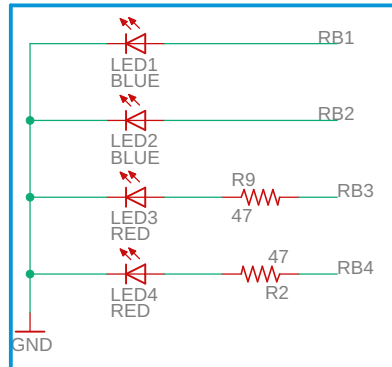 RB1
LED1
BLUE
RB2
LED2
BLUE
R9
RB3
47
LED3
RED
47
RB4
R2
LED4
RED
GND